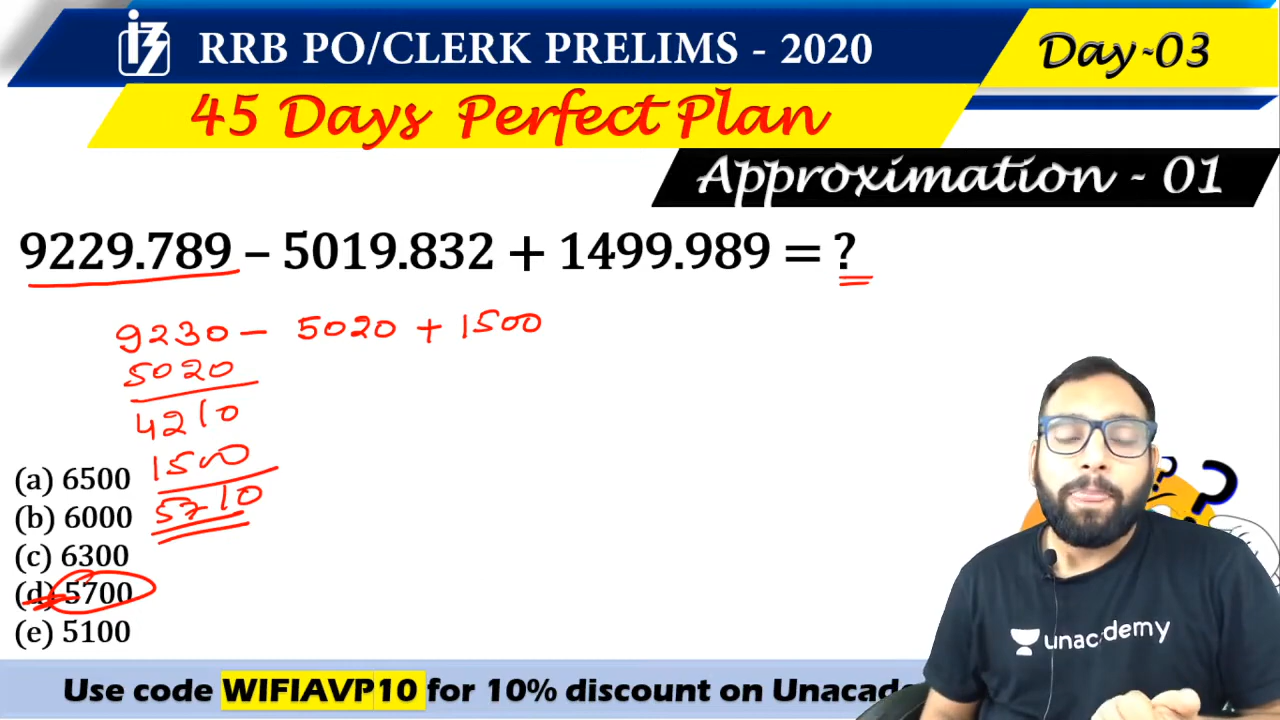 RRB PO/CLERK PRELIMS - 2020
Day-03
45 Days Perfect Plan
Approximation - 01
9229.789 – 5019.832 + 1499.989 = ?
9230 – 5020 + 1500
5020
4210
1500
5710
(a) 6500
(b) 6000
(c) 6300
(d) 5700
(e) 5100
unacademy
Use code WIFIAVP10 for 10% discount on Unacade